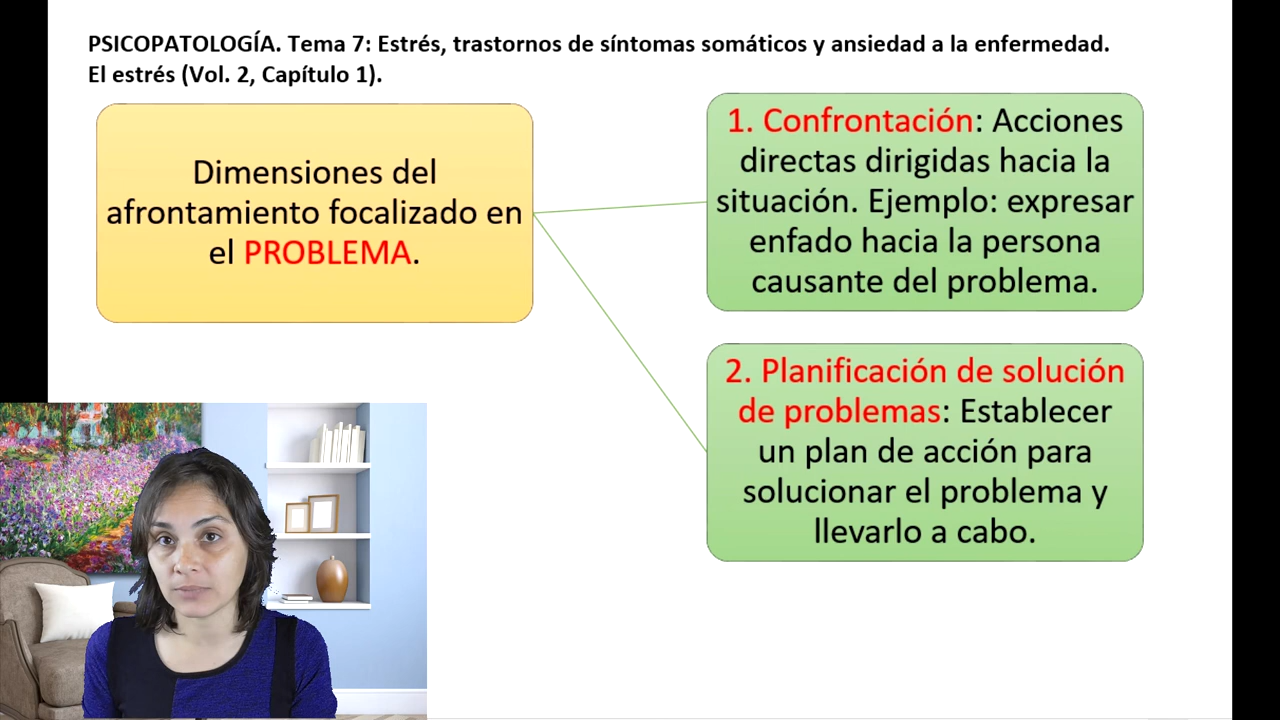 PSICOPATOLOGÍA. Tema 7: Estrés, trastornos de síntomas somáticos y ansiedad a la enfermedad.
El estrés (Vol. 2, Capítulo 1).
Dimensiones del
afrontamiento focalizado en
el PROBLEMA.
1. Confrontación: Acciones
directas dirigidas hacia la
situación. Ejemplo: expresar
enfado hacia la persona
causante del problema.
2. Planificación de solución
de problemas: Establecer
un plan de acción para
solucionar el problema y
llevarlo a cabo.